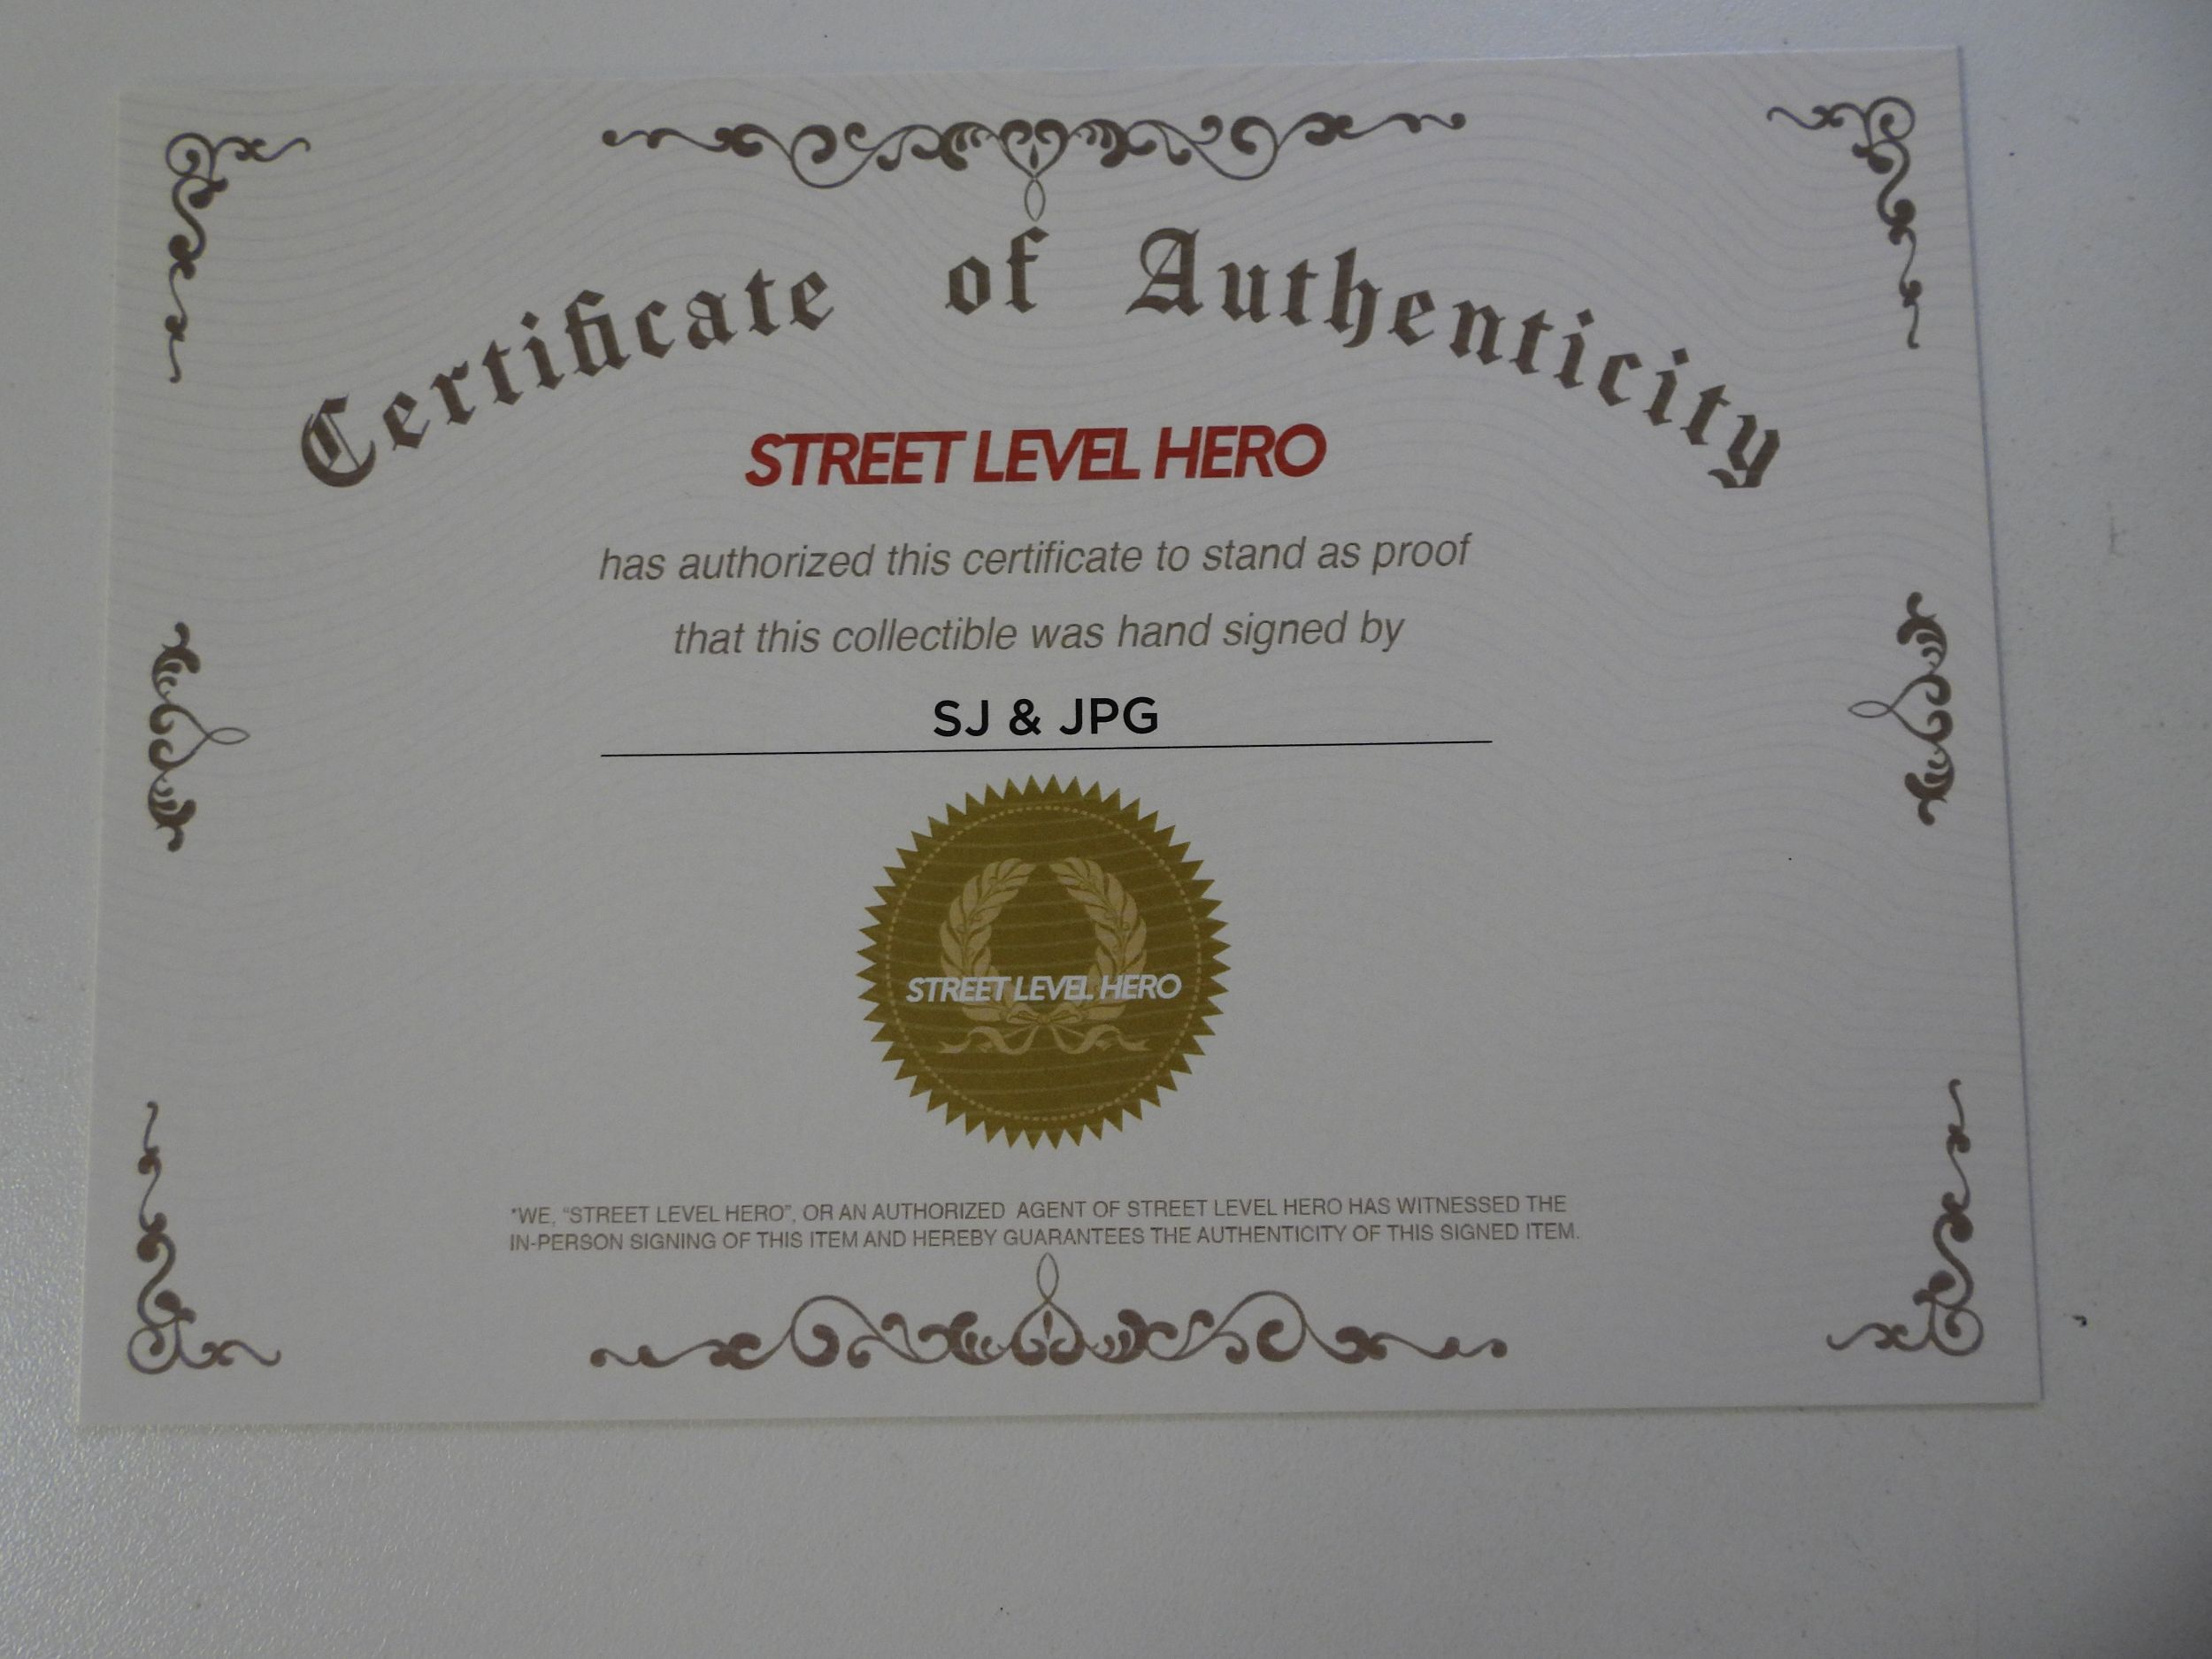 Certificate of Authenticity
STREET LEVEL HERO
has authorized this certificate to stand as proof
that this collectible was hand signed by
SJ & JPG
STREET LEVEL HERO
*WE, “STREET LEVEL HERO”, OR AN AUTHORIZED AGENT OF STREET LEVEL HERO HAS WITNESSED THE
IN-PERSON SIGNING OF THIS ITEM AND HEREBY GUARANTEES THE AUTHENTICITY OF THIS SIGNED ITEM.